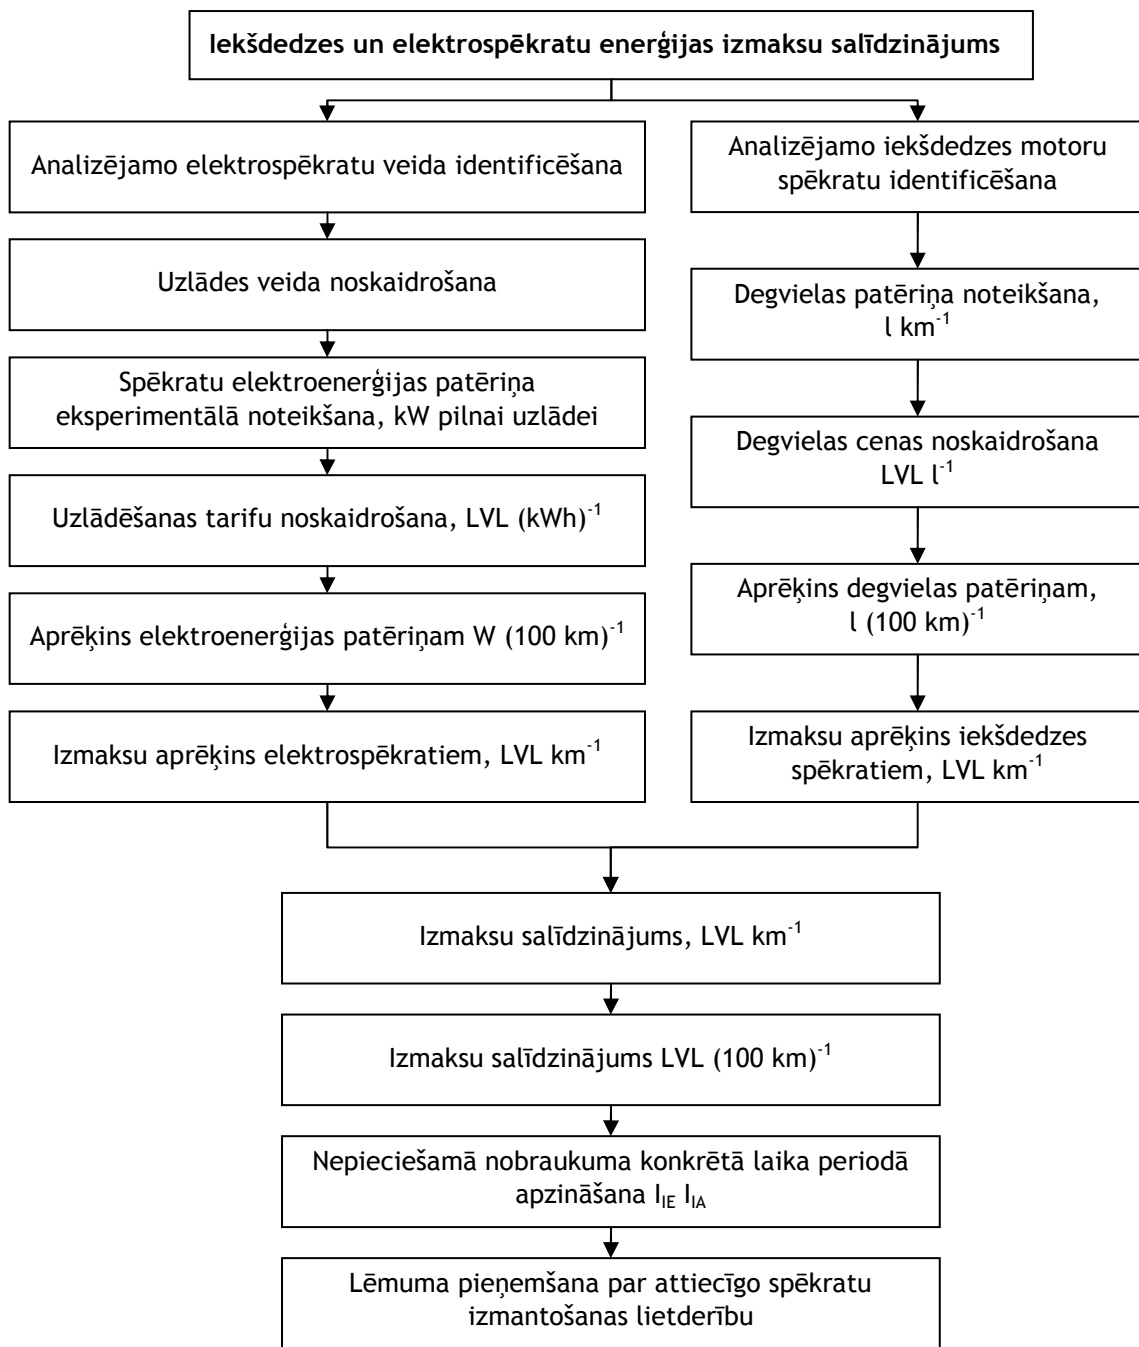 Iekšdedzes un elektrospēkratu enerģijas izmaksu salīdzinājums
Analizējamo elektrospēkratu veida identificēšana
Uzlādes veida noskaidrošana
Spēkratu elektroenerģijas patēriņa
eksperimentālā noteikšana, kW pilnai uzlādei
Uzlādēšanas tarifu noskaidrošana, LVL (kWh)⁻¹
Aprēķins elektroenerģijas patēriņam W (100 km)⁻¹
Izmaksu aprēķins elektrospēkratiem, LVL km⁻¹
Analizējamo iekšdedzes motoru
spēkratu identificēšana
Degvielas patēriņa noteikšana,
l km⁻¹
Degvielas cenas noskaidrošana
LVL l⁻¹
Aprēķins degvielas patēriņam,
l (100 km)⁻¹
Izmaksu aprēķins iekšdedzes
spēkratiem, LVL km⁻¹
Izmaksu salīdzinājums, LVL km⁻¹
Izmaksu salīdzinājums LVL (100 km)⁻¹
Nepieciešamā nobraukuma konkrētā laika periodā
apzināšana I_IE I_IA
Lēmuma pieņemšana par attiecīgo spēkratu
izmantošanas lietderību